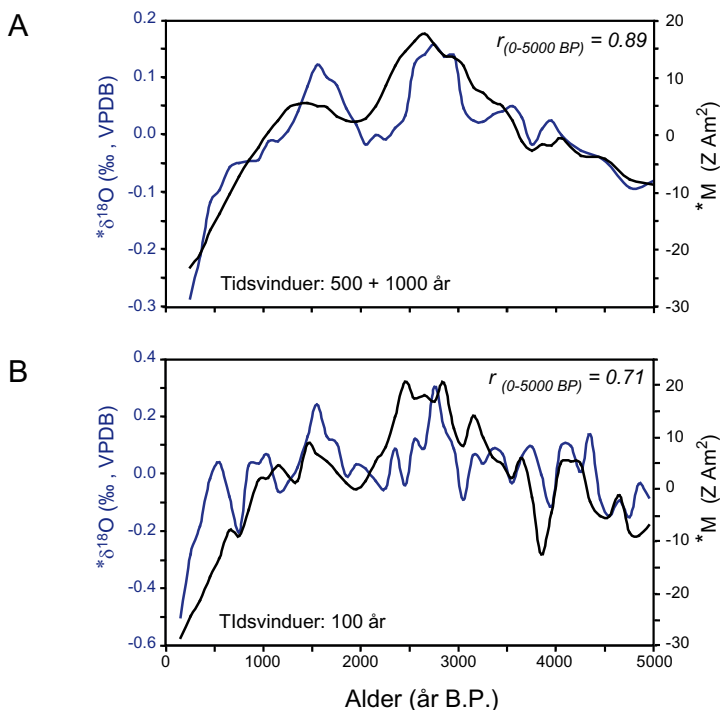 A
0.2
0.1
0.0
-0.1
-0.2
-0.3
*δ18O (‰ , VPDB)
20
10
0
-10
-20
-30
*M (Z Am2)
r(0-5000 BP) = 0.89
Tidsvinduer: 500 + 1000 år
B
0.4
0.2
0.0
-0.2
-0.4
-0.6
*δ18O (‰ , VPDB)
20
10
0
-10
-20
-30
*M (Z Am2)
r (0-5000 BP) = 0.71
TIdsvinduer: 100 år
0 1000 2000 3000 4000 5000
Alder (år B.P.)